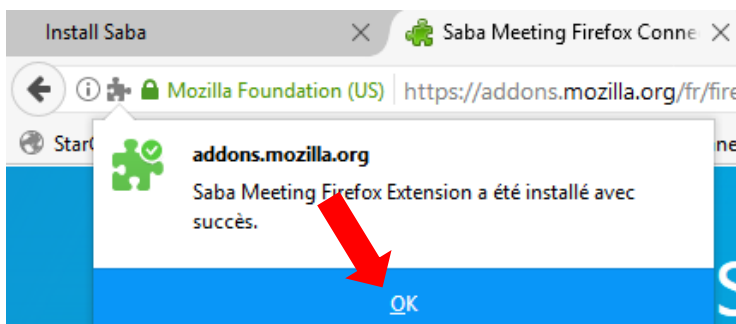 Install Saba
Saba Meeting Firefox Conne
Mozilla Foundation (US) https://addons.mozilla.org/fr/fire
addons.mozilla.org
Saba Meeting Firefox Extension a été installé avec
succès.
OK